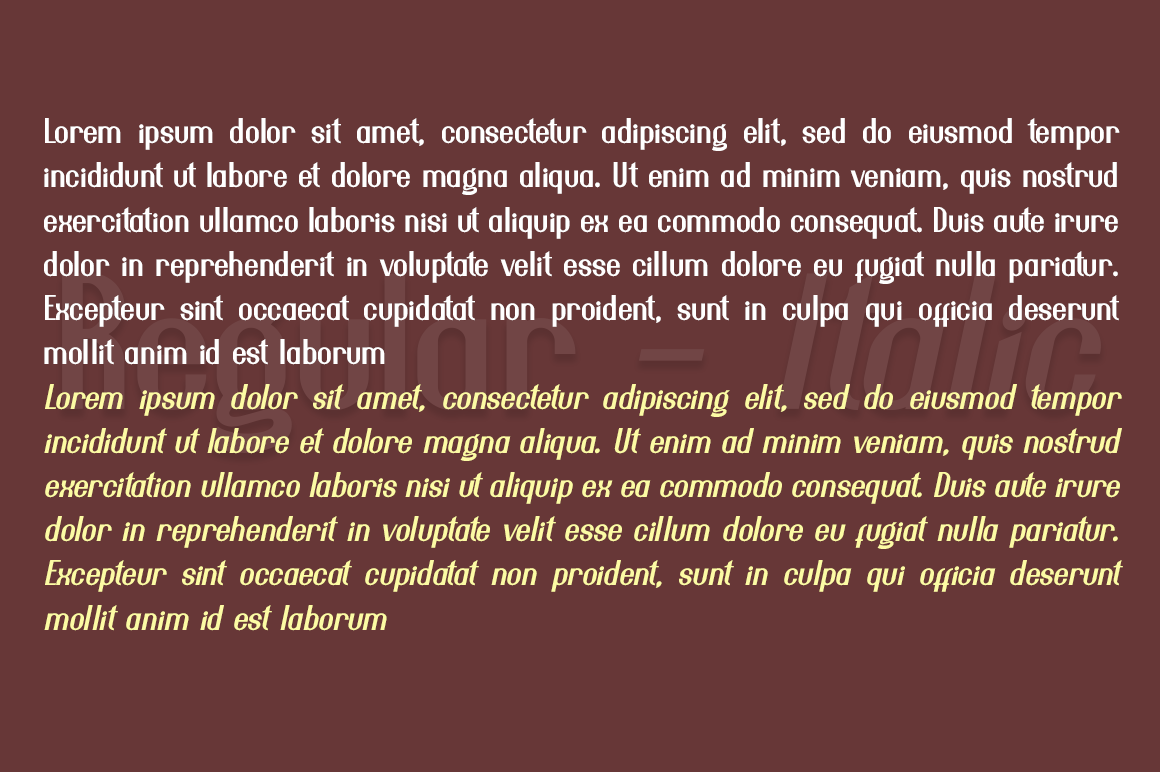 Lorem ipsum dolor sit amet, consectetur adipiscing elit, sed do eiusmod tempor
incididunt ut labore et dolore magna aliqua. Ut enim ad minim veniam, quis nostrud
exercitation ullamco laboris nisi ut aliquip ex ea commodo consequat. Duis aute irure
dolor in reprehenderit in voluptate velit esse cillum dolore eu fugiat nulla pariatur.
Excepteur sint occaecat cupidatat non proident, sunt in culpa qui officia deserunt
mollit anim id est laborum
Regular - Italic
Lorem ipsum dolor sit amet, consectetur adipiscing elit, sed do eiusmod tempor
incididunt ut labore et dolore magna aliqua. Ut enim ad minim veniam, quis nostrud
exercitation ullamco laboris nisi ut aliquip ex ea commodo consequat. Duis aute irure
dolor in reprehenderit in voluptate velit esse cillum dolore eu fugiat nulla pariatur.
Excepteur sint occaecat cupidatat non proident, sunt in culpa qui officia deserunt
mollit anim id est laborum